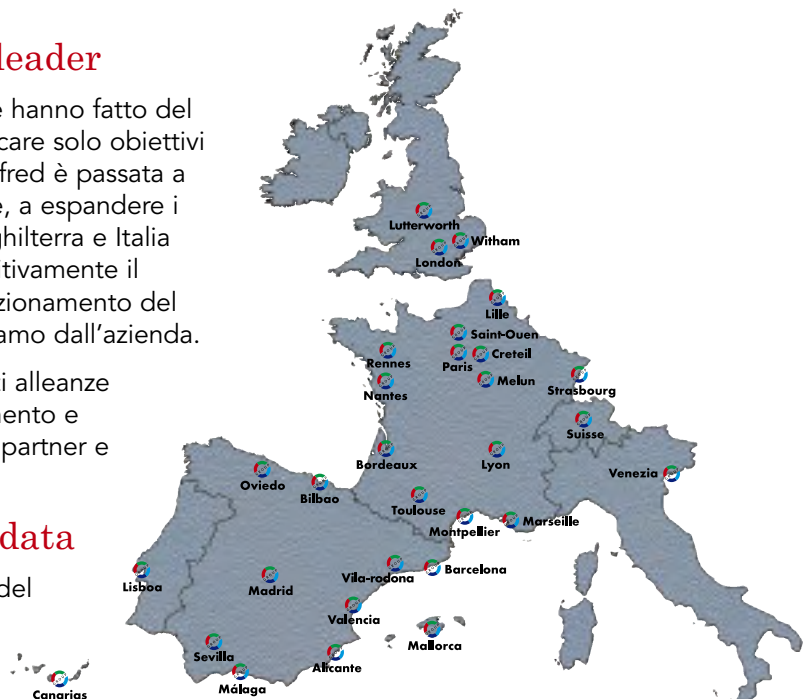 leader
hanno fatto del
care solo obiettivi
fred è passata a
a espandere i
ghilterra e Italia
itivamente il
zionamento del
amo dall'azienda.
i alleanze
mento e
partner e
data
del
Lutterworth
Witham
London
Lille
Saint-Ouen
Rennes
Paris
Creteil
Nantes
Melun
Strasbourg
Suisse
Bordeaux
Lyon
Venezia
Oviedo
Bilbao
Toulouse
Montpellier
Marseille
Lisboa
Madrid
Vila-rodona
Barcelona
Valencia
Sevilla
Alicante
Mallorca
Canarias
Málaga